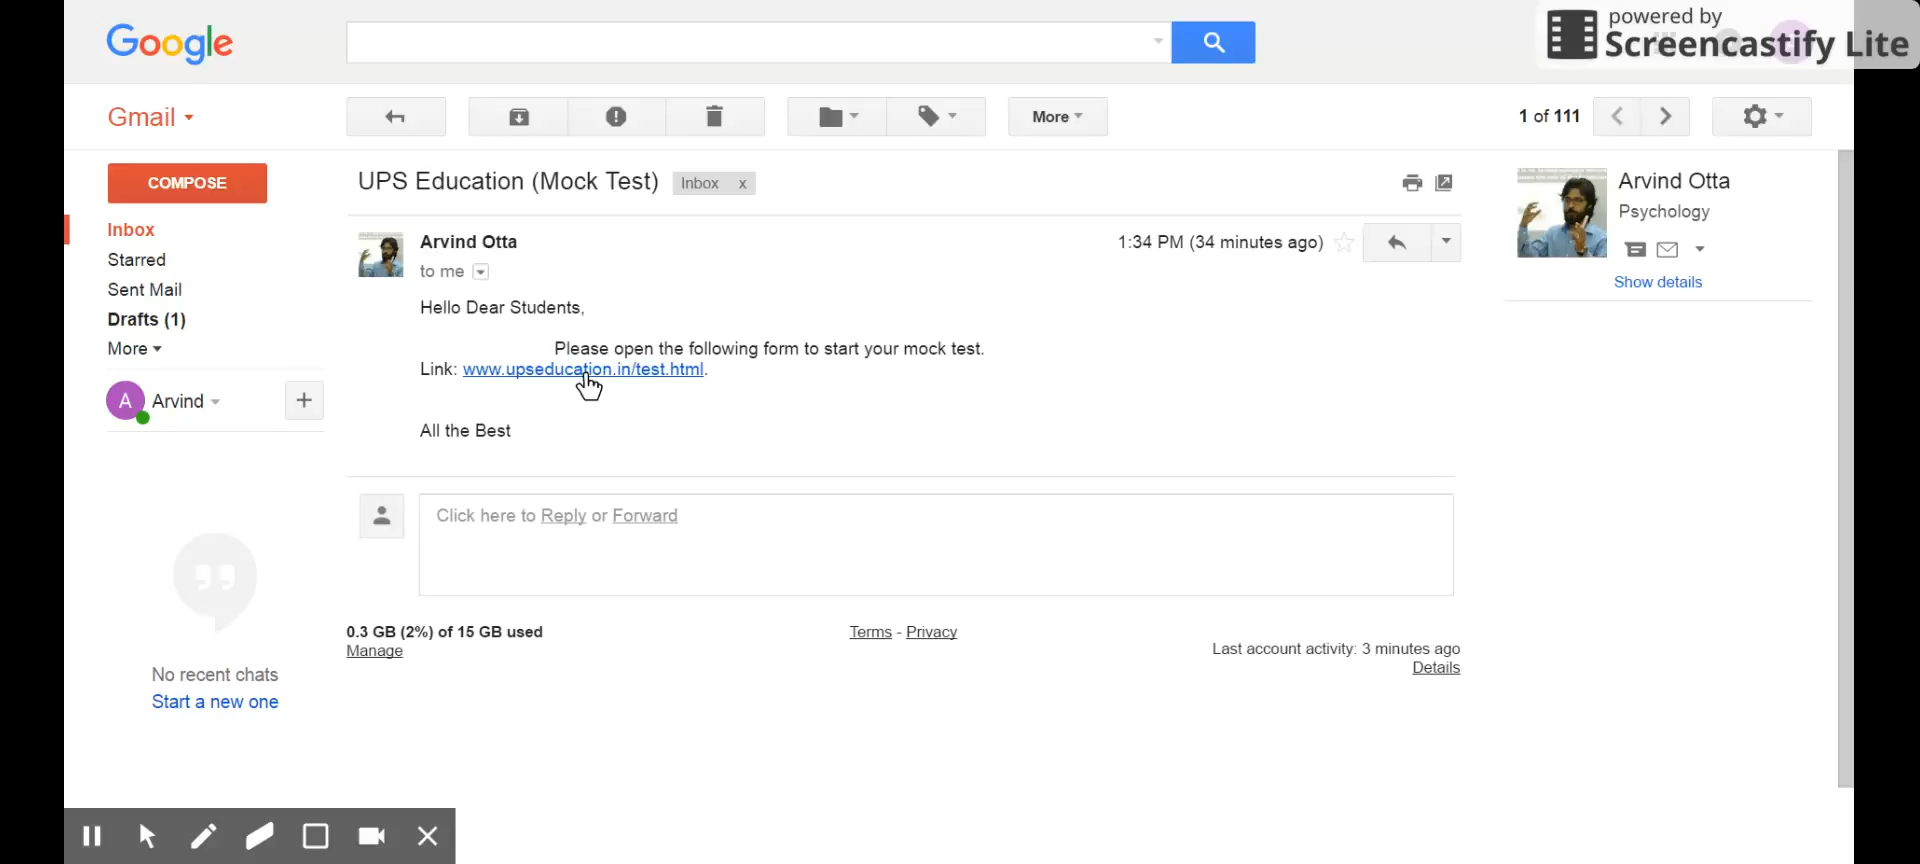 Google
powered by
Screencastify Lite
Gmail
More
1 of 111
COMPOSE
Inbox
Starred
Sent Mail
Drafts (1)
More
A Arvind
No recent chats
Start a new one
UPS Education (Mock Test) Inbox x
Arvind Otta 1:34 PM (34 minutes ago)
to me
Hello Dear Students,
Please open the following form to start your mock test.
Link: www.upseducation.in/test.html.
All the Best
Click here to Reply or Forward
0.3 GB (2%) of 15 GB used
Manage
Terms - Privacy
Last account activity: 3 minutes ago
Details
Arvind Otta
Psychology
Show details